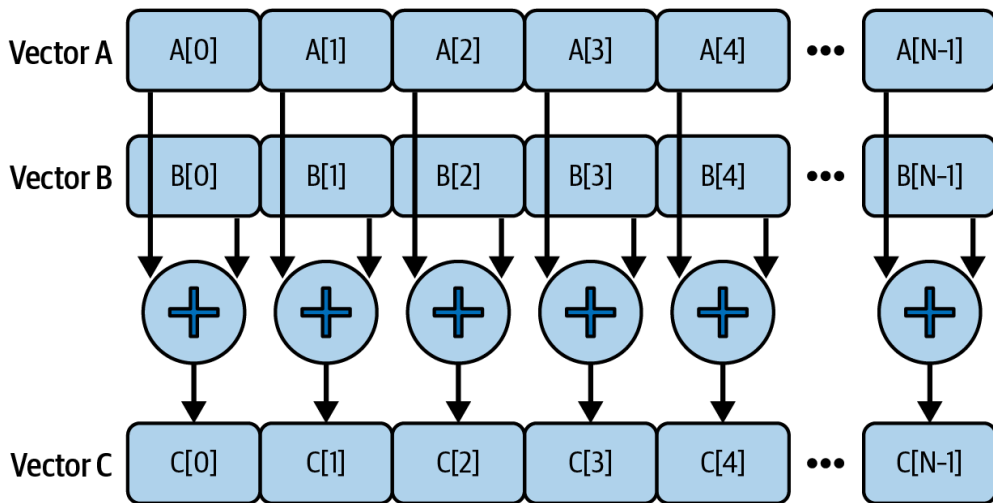 Vector A A[0] A[1] A[2] A[3] A[4] ••• A[N-1]
Vector B B[0] B[1] B[2] B[3] B[4] ••• B[N-1]
+ + + + + +
Vector C C[0] C[1] C[2] C[3] C[4] ••• C[N-1]